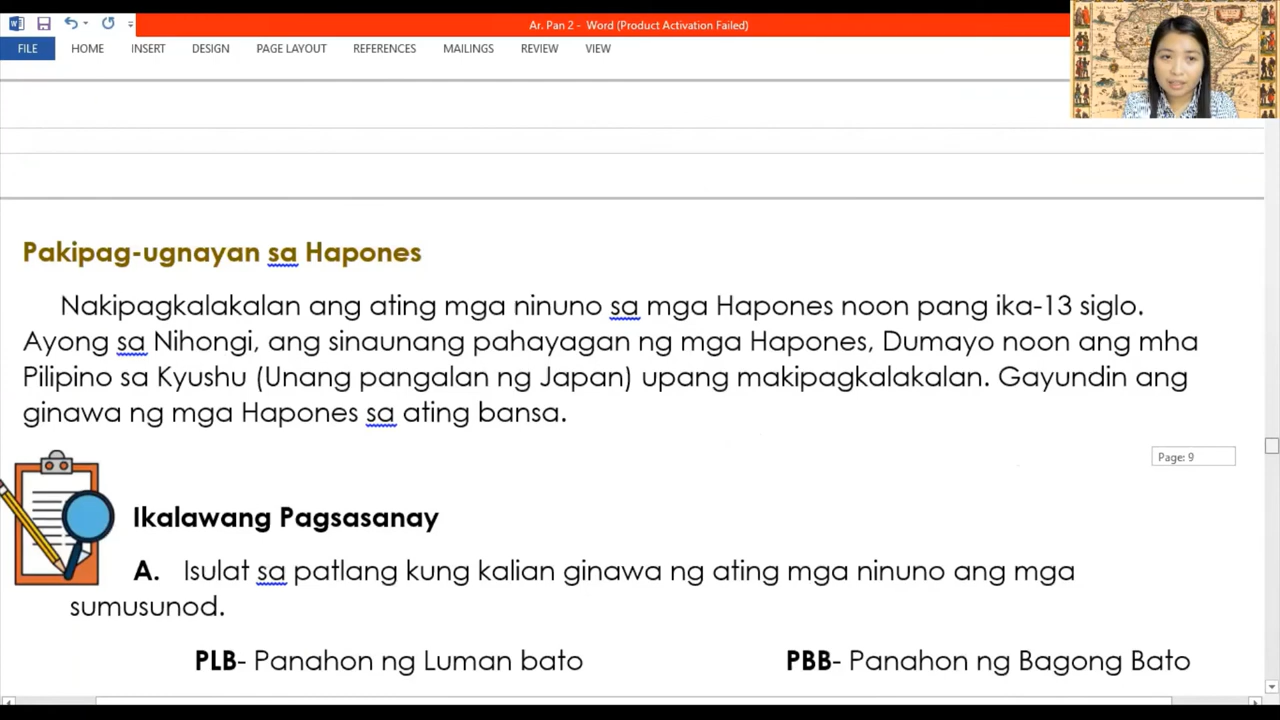 Ar. Pan 2 - Word (Product Activation Failed)
FILE HOME INSERT DESIGN PAGE LAYOUT REFERENCES MAILINGS REVIEW VIEW
Pakipag-ugnayan sa Hapones
Nakipagkalakalan ang ating mga ninuno sa mga Hapones noon pang ika-13 siglo.
Ayong sa Nihongi, ang sinaunang pahayagan ng mga Hapones, Dumayo noon ang mha
Pilipino sa Kyushu (Unang pangalan ng Japan) upang makipagkalakalan. Gayundin ang
ginawa ng mga Hapones sa ating bansa.
Page: 9
Ikalawang Pagsasanay
A. Isulat sa patlang kung kalian ginawa ng ating mga ninuno ang mga
sumusunod.
PLB- Panahon ng Luman bato PBB- Panahon ng Bagong Bato